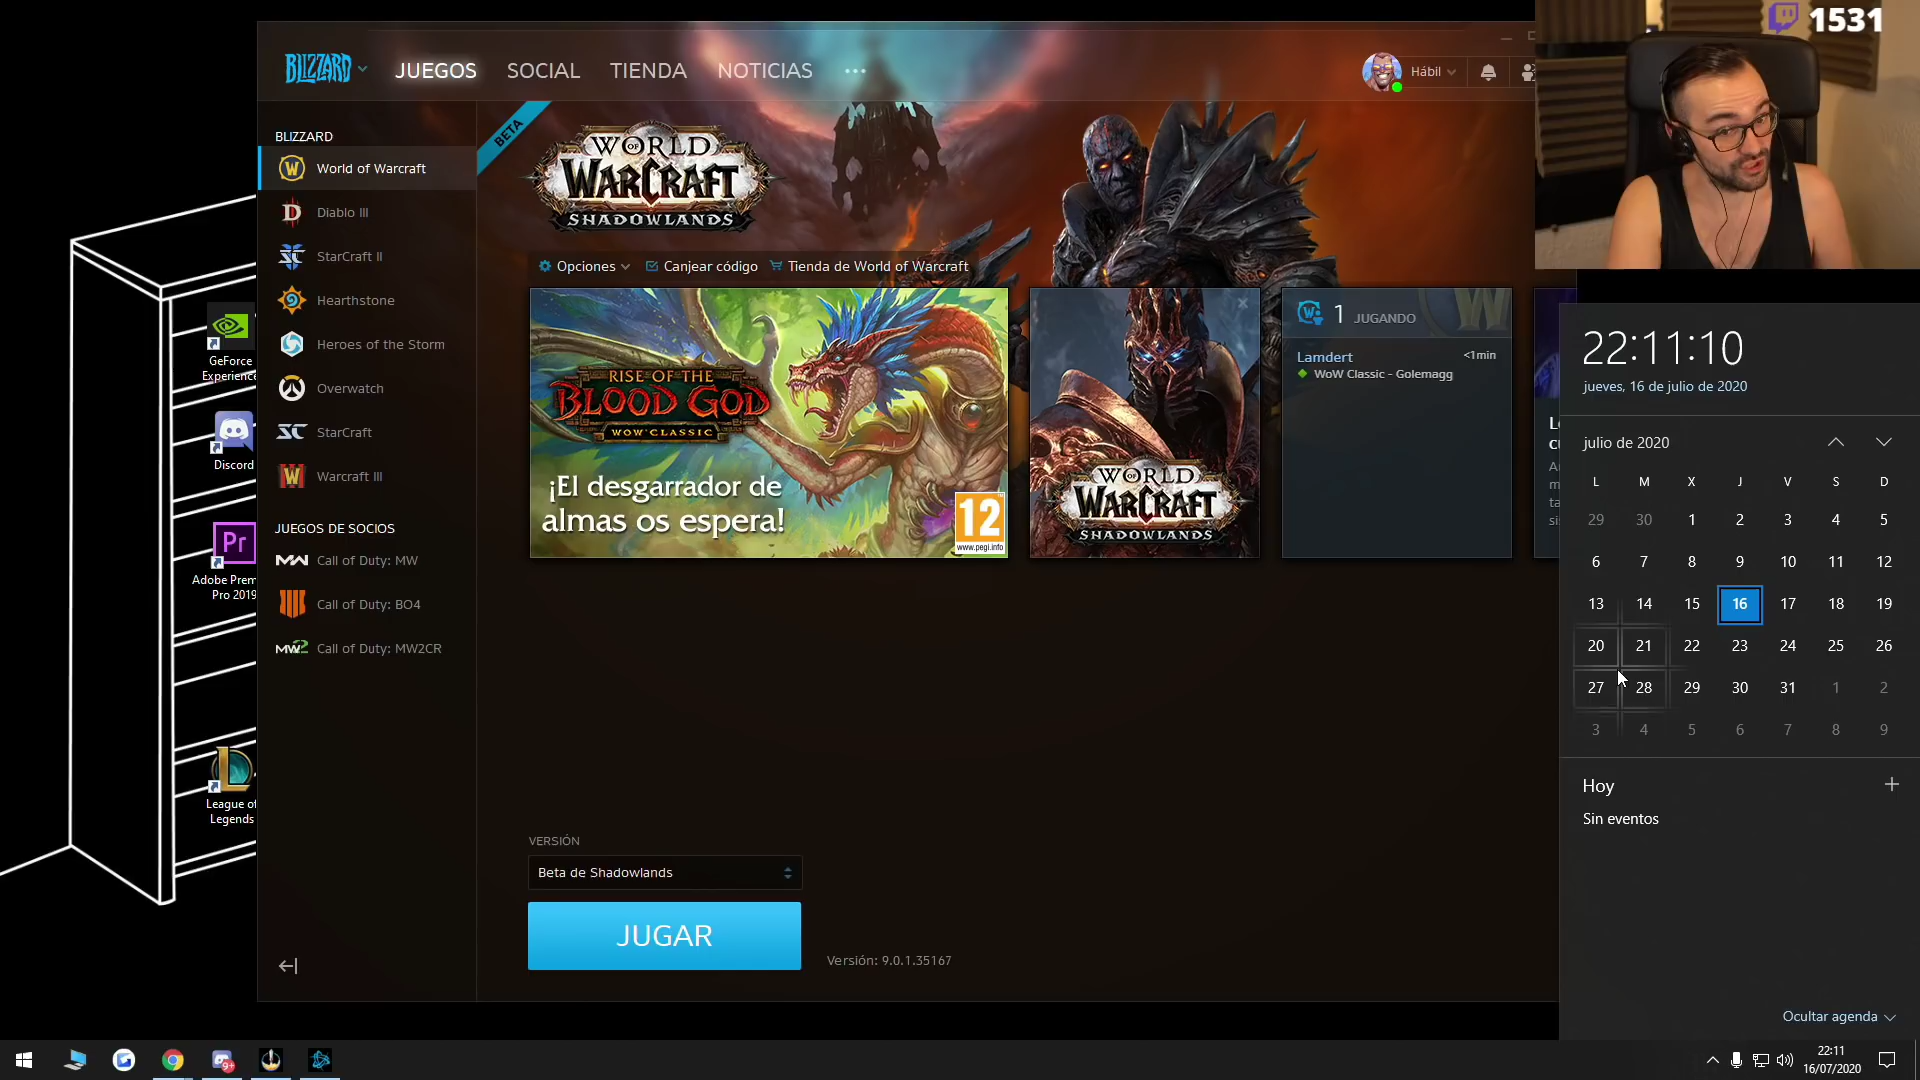 1531
BLIZZARD
JUEGOS
SOCIAL
TIENDA
NOTICIAS
Hábil
BLIZZARD
World of Warcraft
Diablo III
StarCraft II
Hearthstone
Heroes of the Storm
Overwatch
StarCraft
Warcraft III
JUEGOS DE SOCIOS
Call of Duty: MW
Call of Duty: BO4
Call of Duty: MW2CR
BETA
WORLD
OF
WARCRAFT
SHADOWLANDS
Opciones
Canjear código
Tienda de World of Warcraft
RISE OF THE
BLOOD GOD
WOW CLASSIC
¡El desgarrador de
almas os espera!
12
www.pegi.info
WORLD
OF
WARCRAFT
SHADOWLANDS
1 JUGANDO
Lamdert <1min
WoW Classic - Golemagg
VERSIÓN
Beta de Shadowlands
JUGAR
Versión: 9.0.1.35167
GeForce
Experience
Discord
Pr
Adobe Prem
Pro 2019
League of
Legends
22:11:10
jueves, 16 de julio de 2020
julio de 2020
L M X J V S D
29 30 1 2 3 4 5
6 7 8 9 10 11 12
13 14 15 16 17 18 19
20 21 22 23 24 25 26
27 28 29 30 31 1 2
3 4 5 6 7 8 9
Hoy
Sin eventos
Ocultar agenda
9+
22:11
16/07/2020